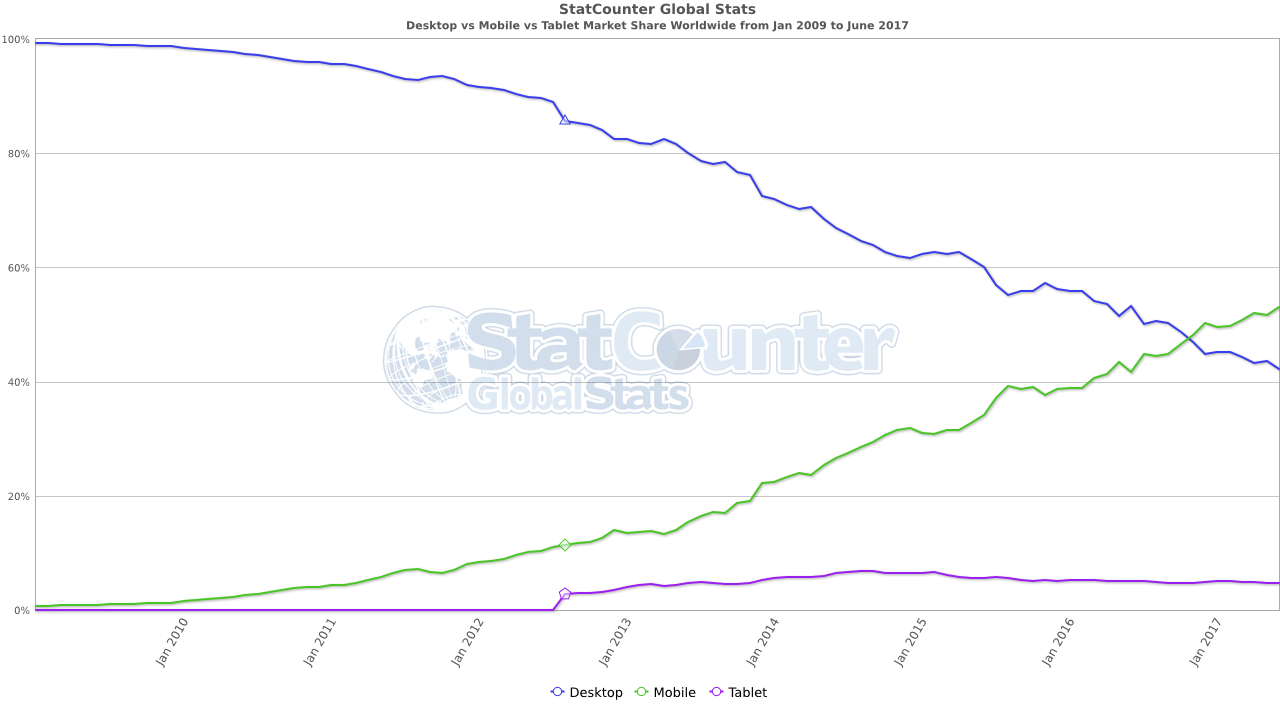 StatCounter Global Stats
Desktop vs Mobile vs Tablet Market Share Worldwide from Jan 2009 to June 2017
100%
80%
60%
40%
20%
0%
StatCounter
GlobalStats
Jan 2010
Jan 2011
Jan 2012
Jan 2013
Jan 2014
Jan 2015
Jan 2016
Jan 2017
Desktop Mobile Tablet